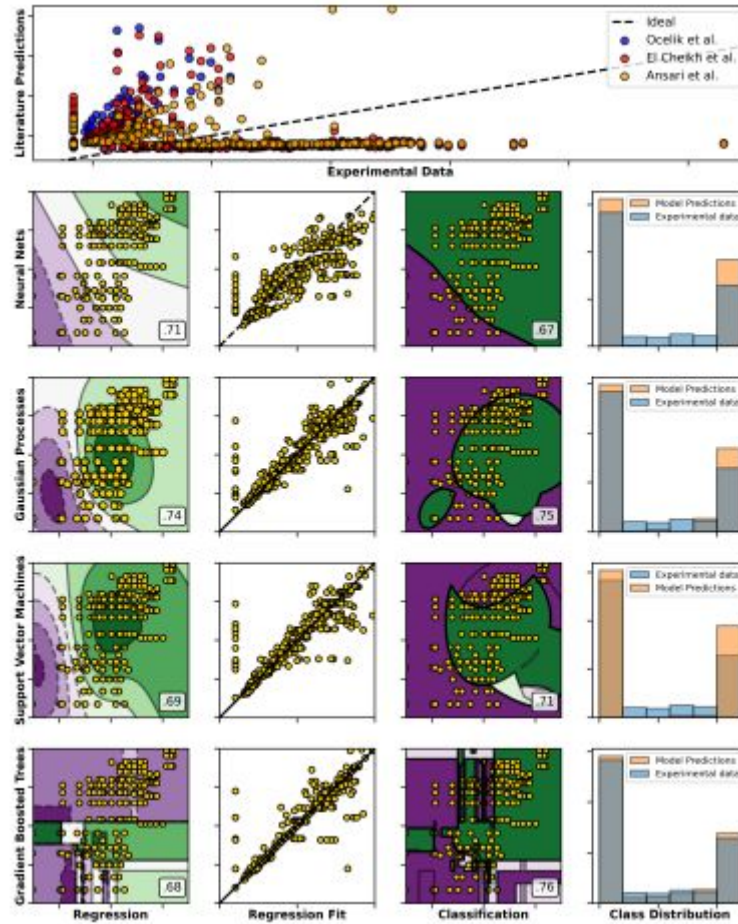 Literature Predictions
Ideal
Ocelik et al.
El Cheikh et al.
Ansari et al.
Experimental Data
Neural Nets
.71
.67
Model Predictions
Experimental data
Gaussian Processes
.74
.75
Model Predictions
Experimental data
Support Vector Machines
.69
.71
Experimental data
Model Predictions
Gradient Boosted Trees
.68
.76
Model Predictions
Experimental data
Regression
Regression Fit
Classification
Class Distribution